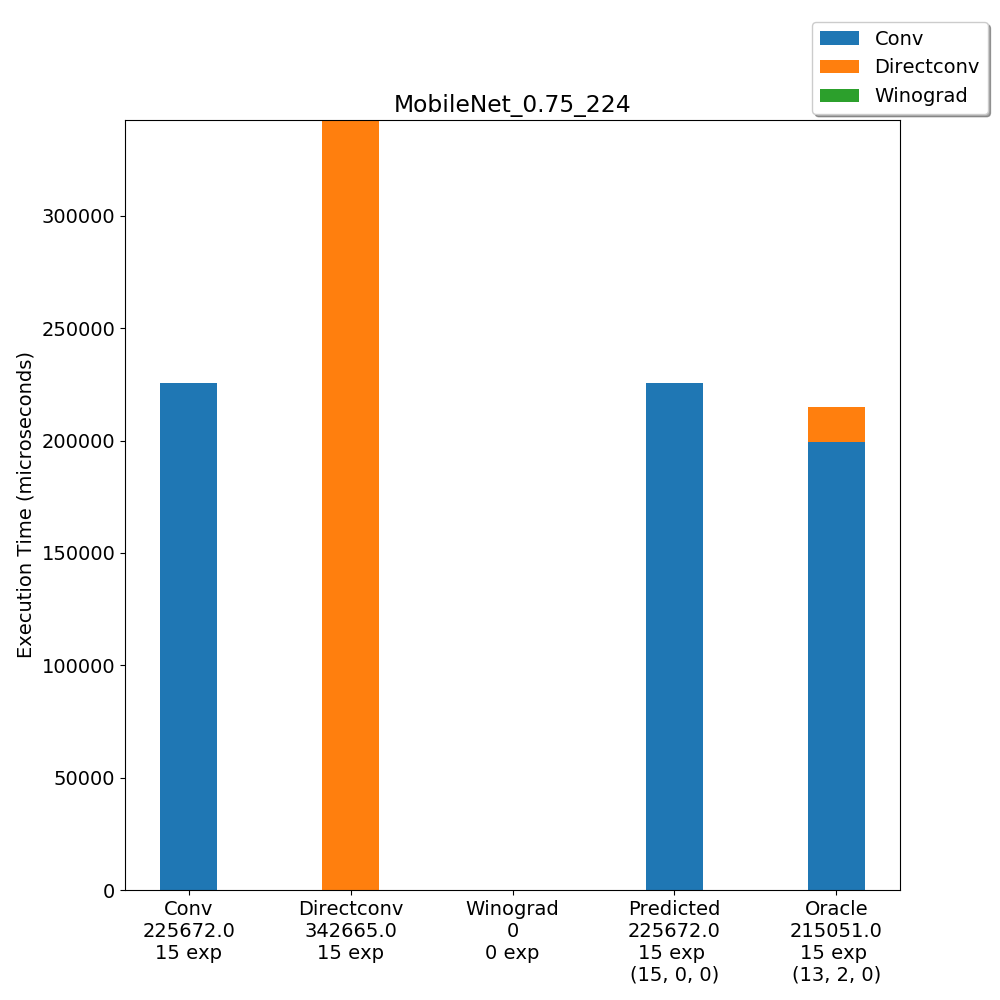 Conv
Directconv
Winograd
MobileNet_0.75_224
Execution Time (microseconds)
300000
250000
200000
150000
100000
50000
0
Conv
225672.0
15 exp
Directconv
342665.0
15 exp
Winograd
0
0 exp
Predicted
225672.0
15 exp
(15, 0, 0)
Oracle
215051.0
15 exp
(13, 2, 0)